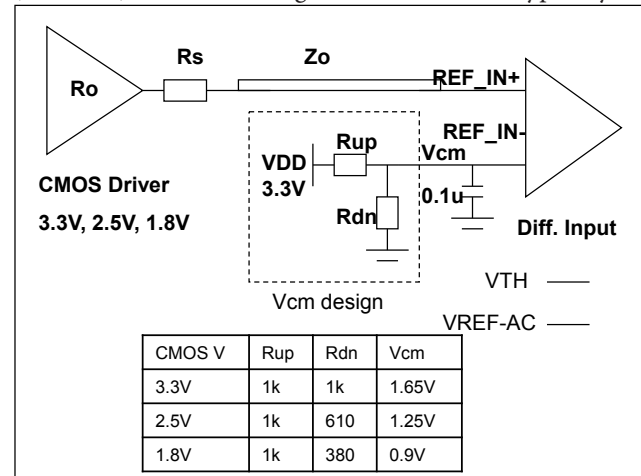 Rs
Zo
Ro
REF_IN+
REF_IN-
Rup
Vcm
VDD
3.3V
0.1u
Rdn
CMOS Driver
3.3V, 2.5V, 1.8V
Diff. Input
Vcm design
VTH
VREF-AC
CMOS V Rup Rdn Vcm
3.3V 1k 1k 1.65V
2.5V 1k 610 1.25V
1.8V 1k 380 0.9V